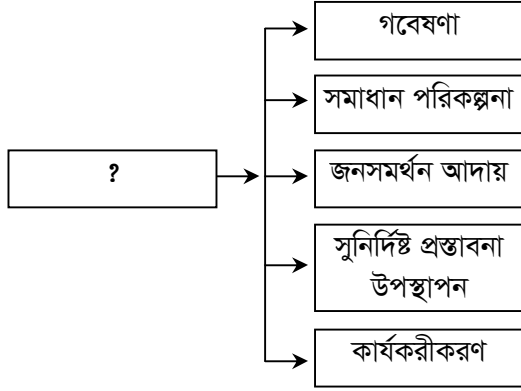 গবেষণা
সমাধান পরিকল্পনা
?
জনসমর্থন আদায়
সুনির্দিষ্ট প্রস্তাবনা
উপস্থাপন
কার্যকরীকরণ